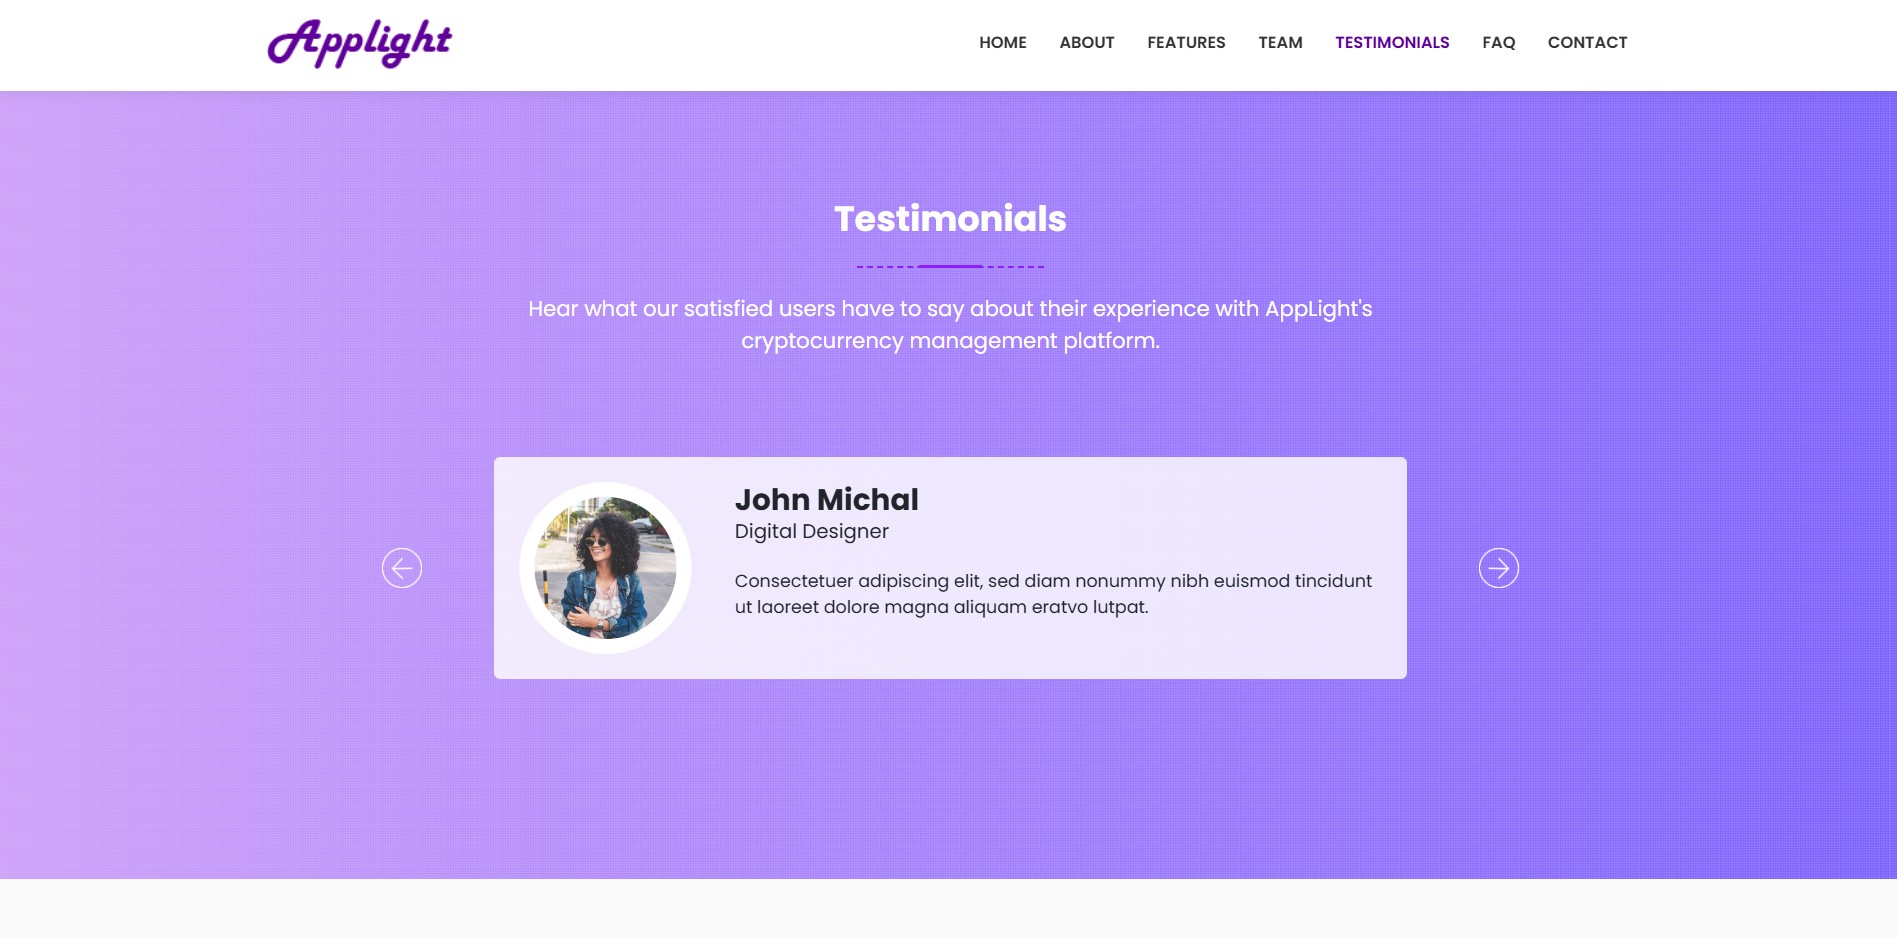 Applight
HOME ABOUT FEATURES TEAM TESTIMONIALS FAQ CONTACT
Testimonials
Hear what our satisfied users have to say about their experience with AppLight's
cryptocurrency management platform.
John Michal
Digital Designer
Consectetuer adipiscing elit, sed diam nonummy nibh euismod tincidunt
ut laoreet dolore magna aliquam eratvo lutpat.